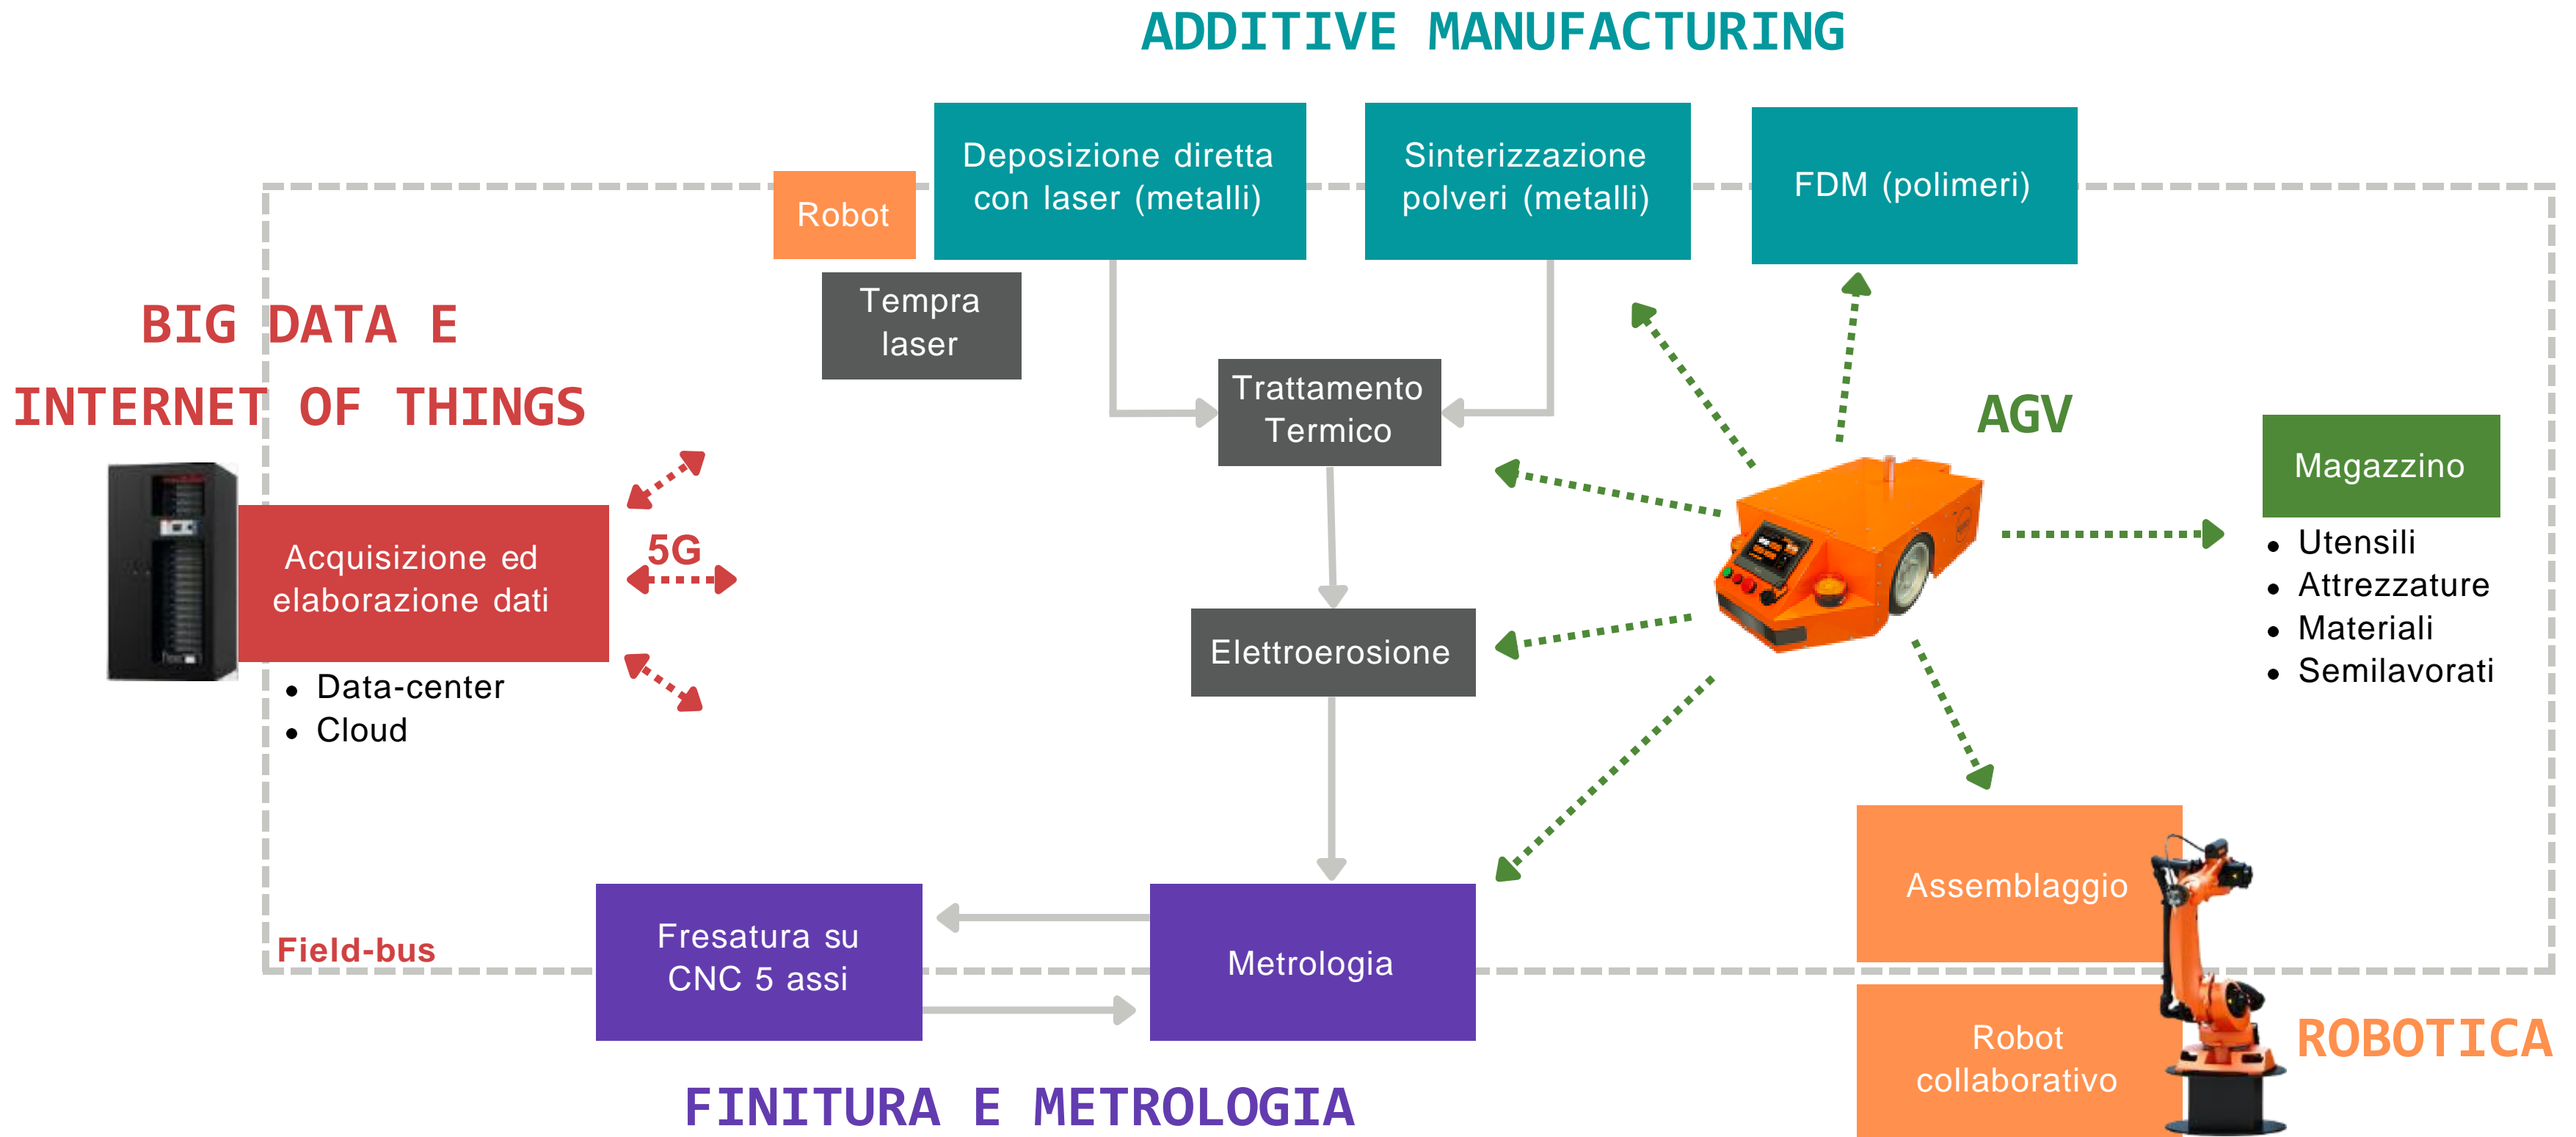 ADDITIVE MANUFACTURING
Deposizione diretta
con laser (metalli)
Sinterizzazione
polveri (metalli)
FDM (polimeri)
Robot
Tempra
laser
BIG DATA E
INTERNET OF THINGS
Trattamento
Termico
AGV
Magazzino
• Utensili
• Attrezzature
• Materiali
• Semilavorati
5G
Acquisizione ed
elaborazione dati
• Data-center
• Cloud
Elettroerosione
Assemblaggio
Field-bus
Fresatura su
CNC 5 assi
Metrologia
Robot
collaborativo
ROBOTICA
FINITURA E METROLOGIA